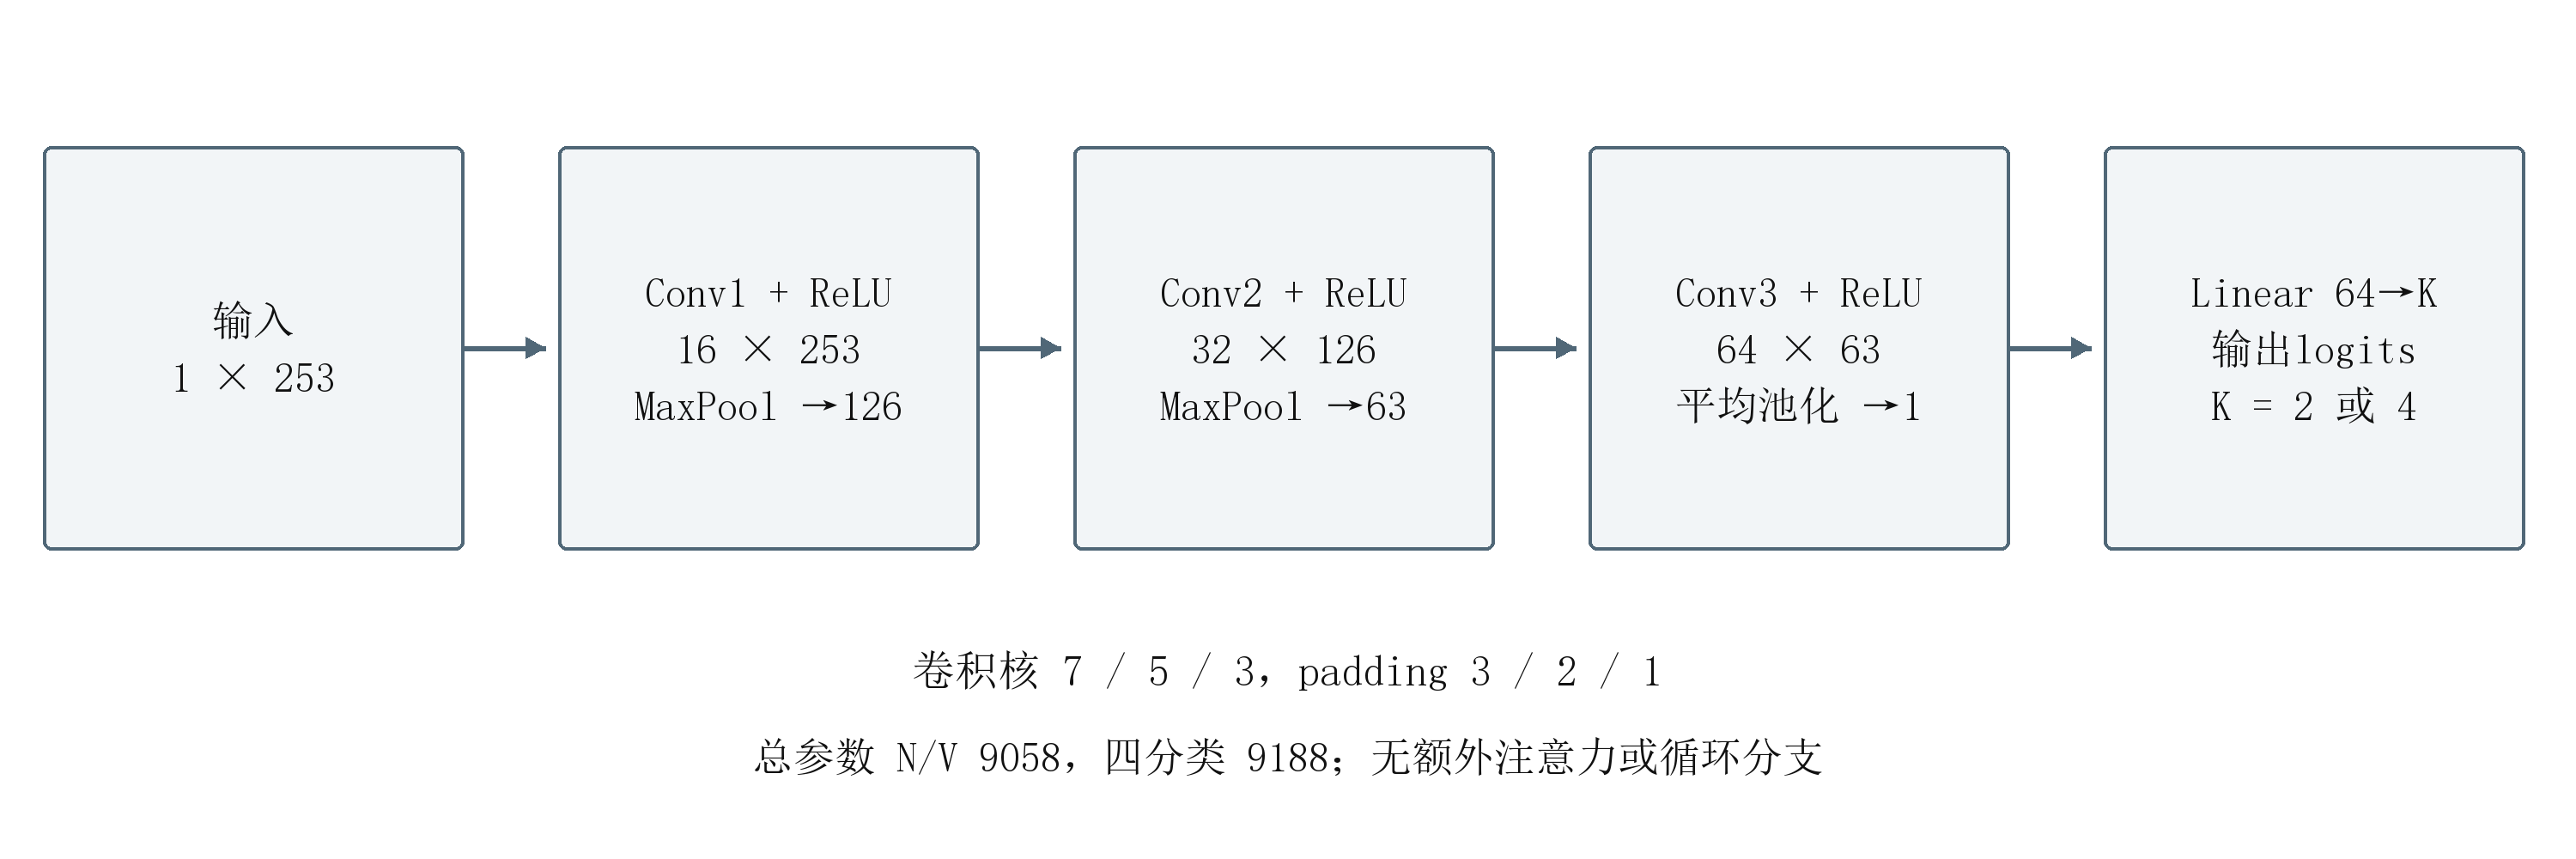 输入
1 × 253
Conv1 + ReLU
16 × 253
MaxPool →126
Conv2 + ReLU
32 × 126
MaxPool →63
Conv3 + ReLU
64 × 63
平均池化 →1
Linear 64→K
输出logits
K = 2 或 4
卷积核 7 / 5 / 3，padding 3 / 2 / 1
总参数 N/V 9058，四分类 9188；无额外注意力或循环分支